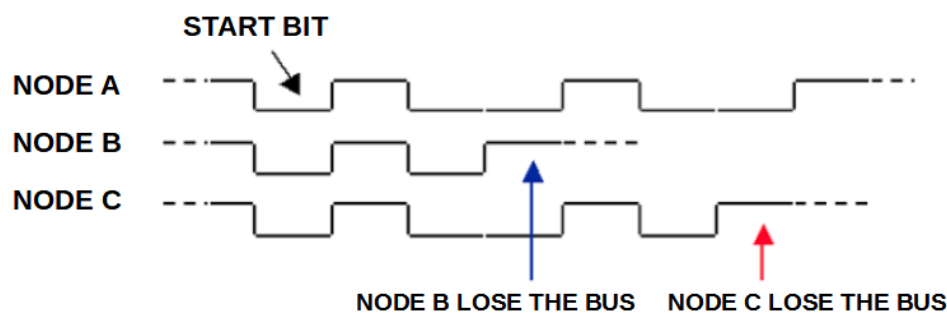 START BIT
NODE A
NODE B
NODE C
NODE B LOSE THE BUS
NODE C LOSE THE BUS